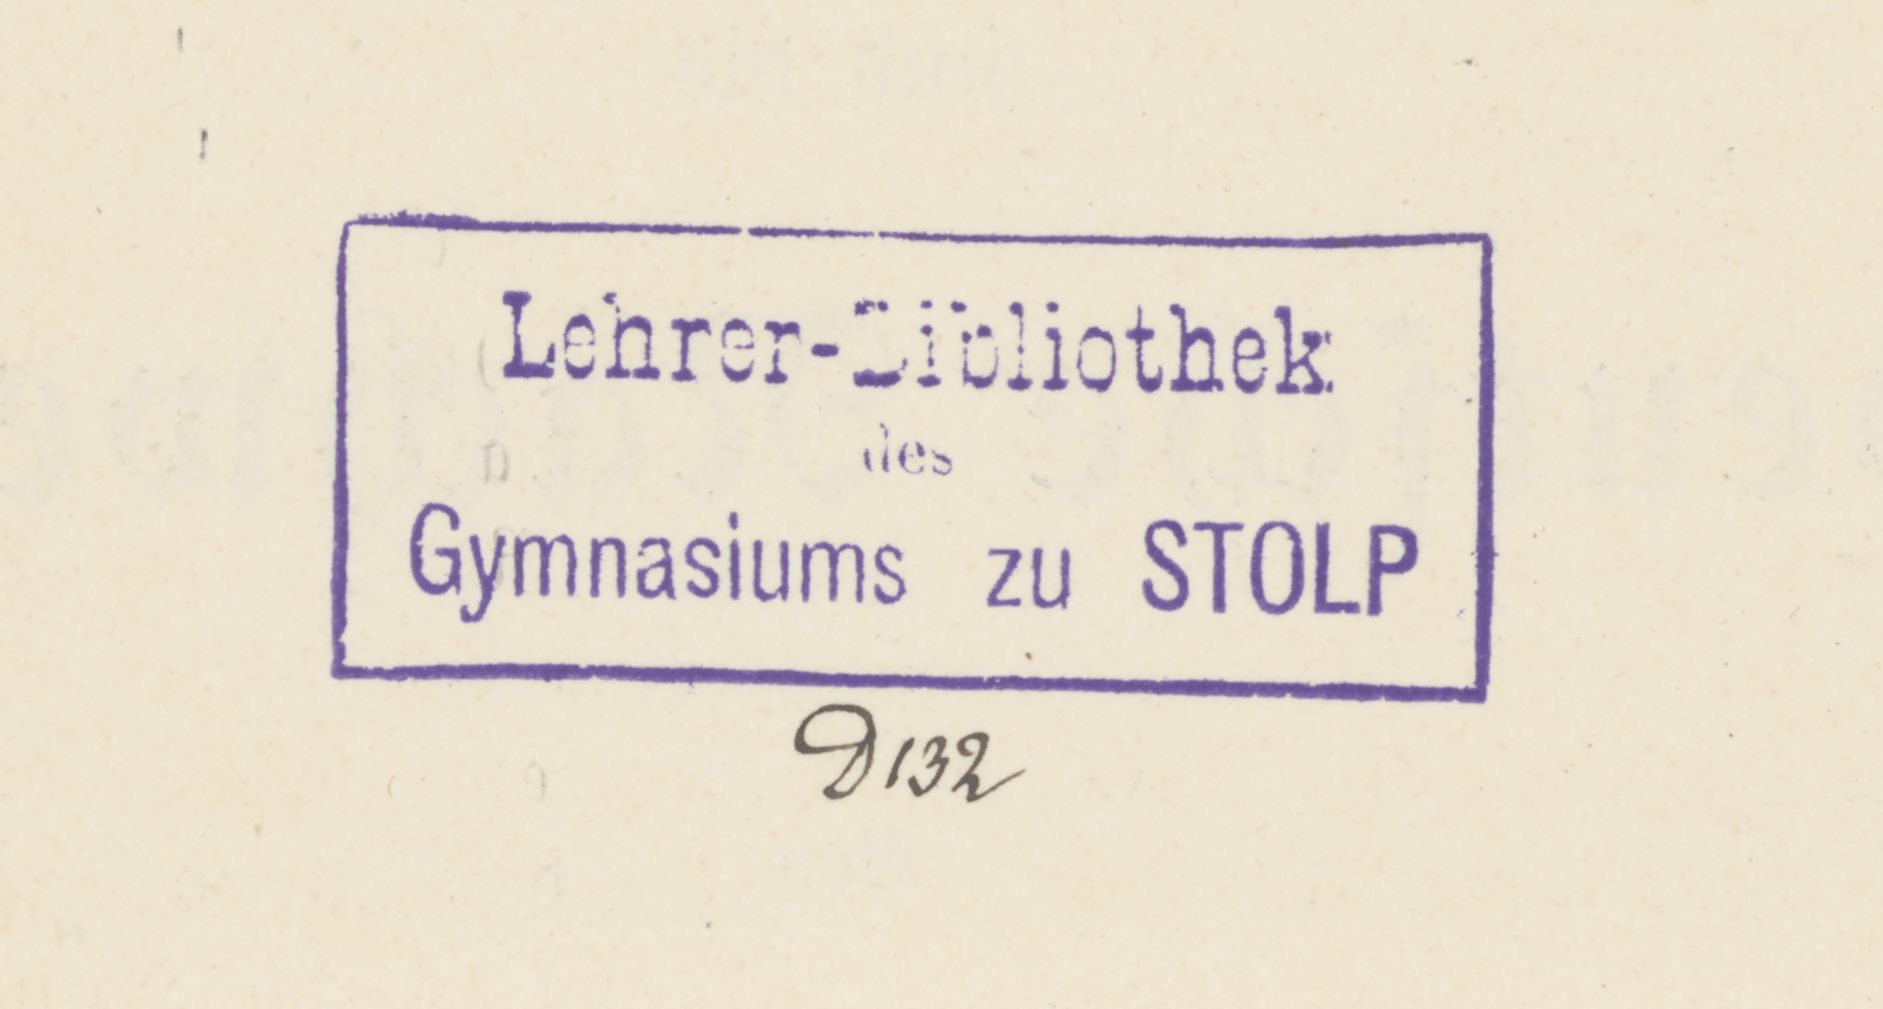 Lehrer-Bibliothek
des
Gymnasiums zu STOLP
D132